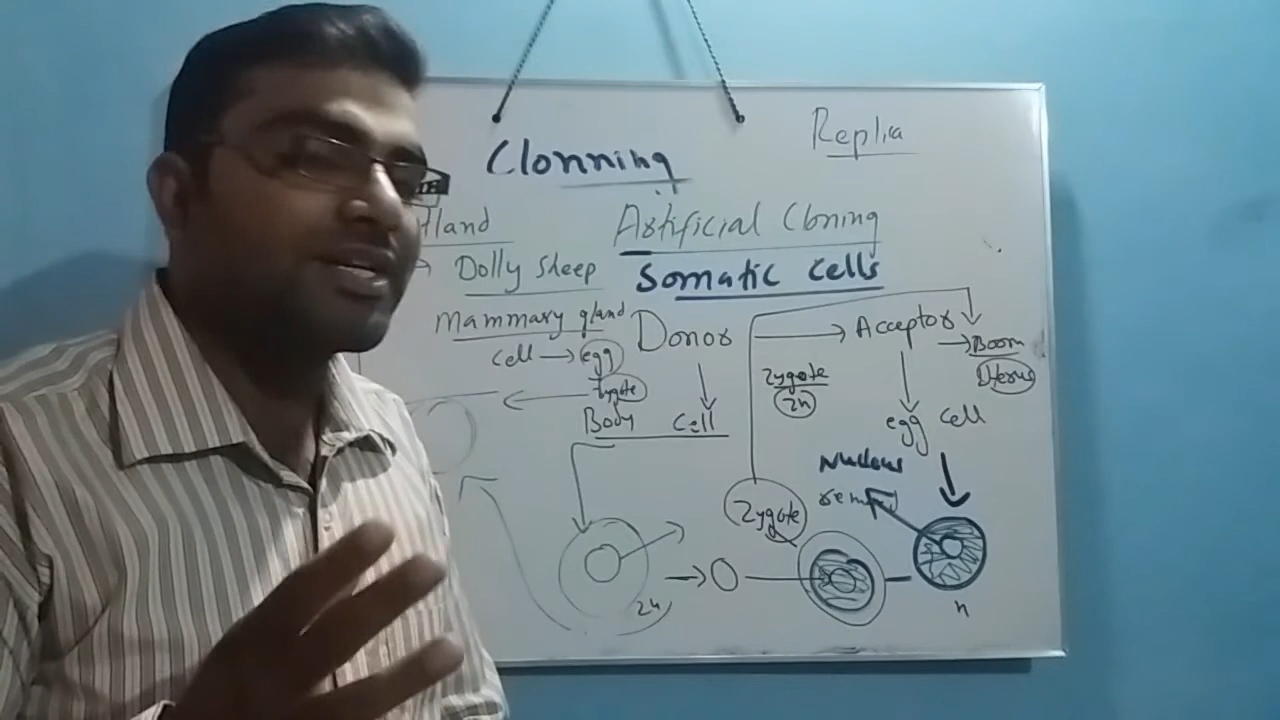 Replica
Clonning
tland
Artificial Cloning
Dolly Sheep
Somatic Cells
Mammary gland
Donor
Acceptor
Boom
cell → egg
Zygote
2n
Uterus
Zygote
Body Cell
egg cell
Nucleus
Zygote
2n
n